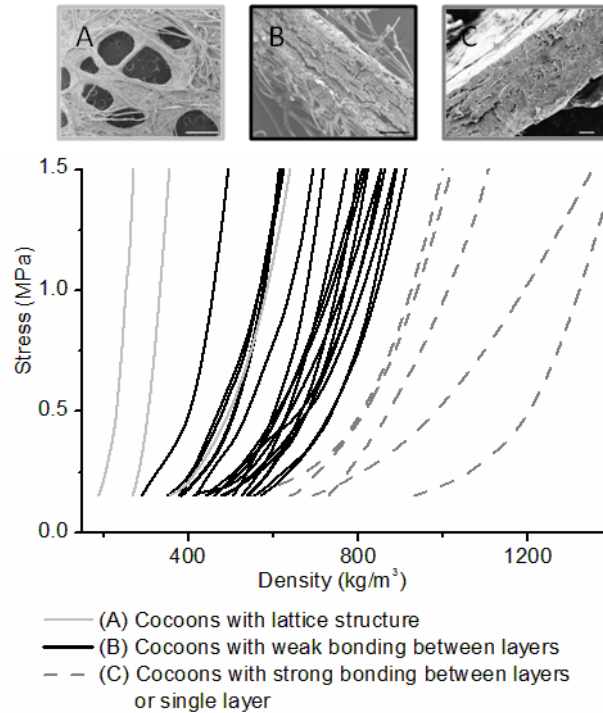 A
B
C
1.5
1.0
0.5
0.0
Stress (MPa)
400
800
1200
Density (kg/m³)
(A) Cocoons with lattice structure
(B) Cocoons with weak bonding between layers
(C) Cocoons with strong bonding between layers
or single layer